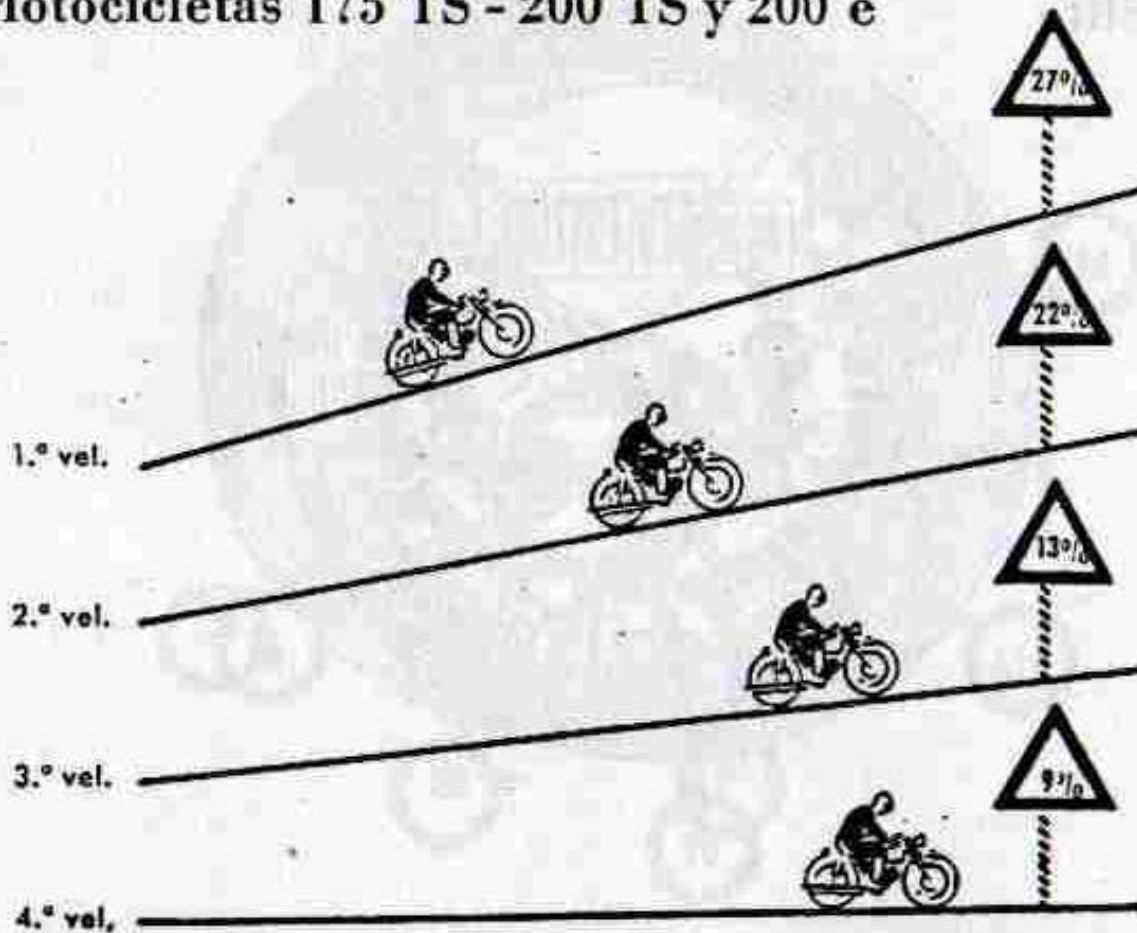 Motocicletas 175 TS - 200 TS y 200 e
27%
22%
1.ª vel.
13%
2.ª vel.
9%
3.ª vel.
4.ª vel,